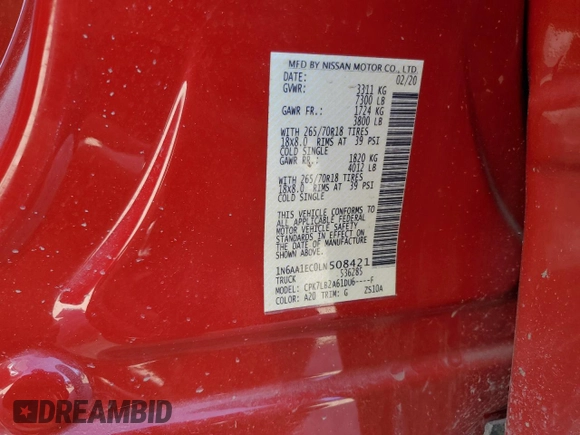 MFD BY NISSAN MOTOR CO., LTD
DATE: 02/20
GVWR: 3311 KG
7300 LB
GAWR FR.: 1724 KG
3800 LB
WITH 265/70R18 TIRES
18x8.0 RIMS AT 39 PSI
COLD SINGLE
GAWR RR.: 1820 KG
4012 LB
WITH 265/70R18 TIRES
18x8.0 RIMS AT 39 PSI
COLD SINGLE
THIS VEHICLE CONFORMS TO
ALL APPLICABLE FEDERAL
MOTOR VEHICLE SAFETY
STANDARDS IN EFFECT ON
THE DATE OF MANUFACTURE
SHOWN ABOVE.
1N6AA1EC0LN508421
TRUCK 5362BS
MODEL: CPK7LB2A61DU6----F
COLOR: A20 TRIM: G ZS10A
DREAMBID